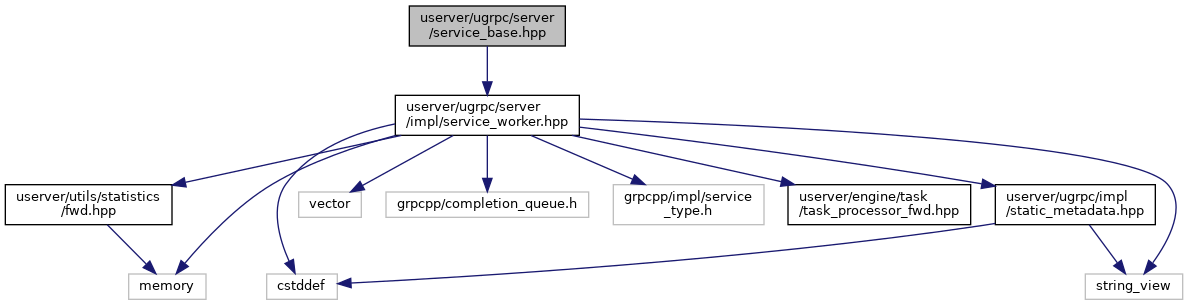 userver/ugrpc/server
/service_base.hpp
userver/ugrpc/server
/impl/service_worker.hpp
userver/utils/statistics
/fwd.hpp
vector
grpcpp/completion_queue.h
grpcpp/impl/service
_type.h
userver/engine/task
/task_processor_fwd.hpp
userver/ugrpc/impl
/static_metadata.hpp
memory
cstddef
string_view